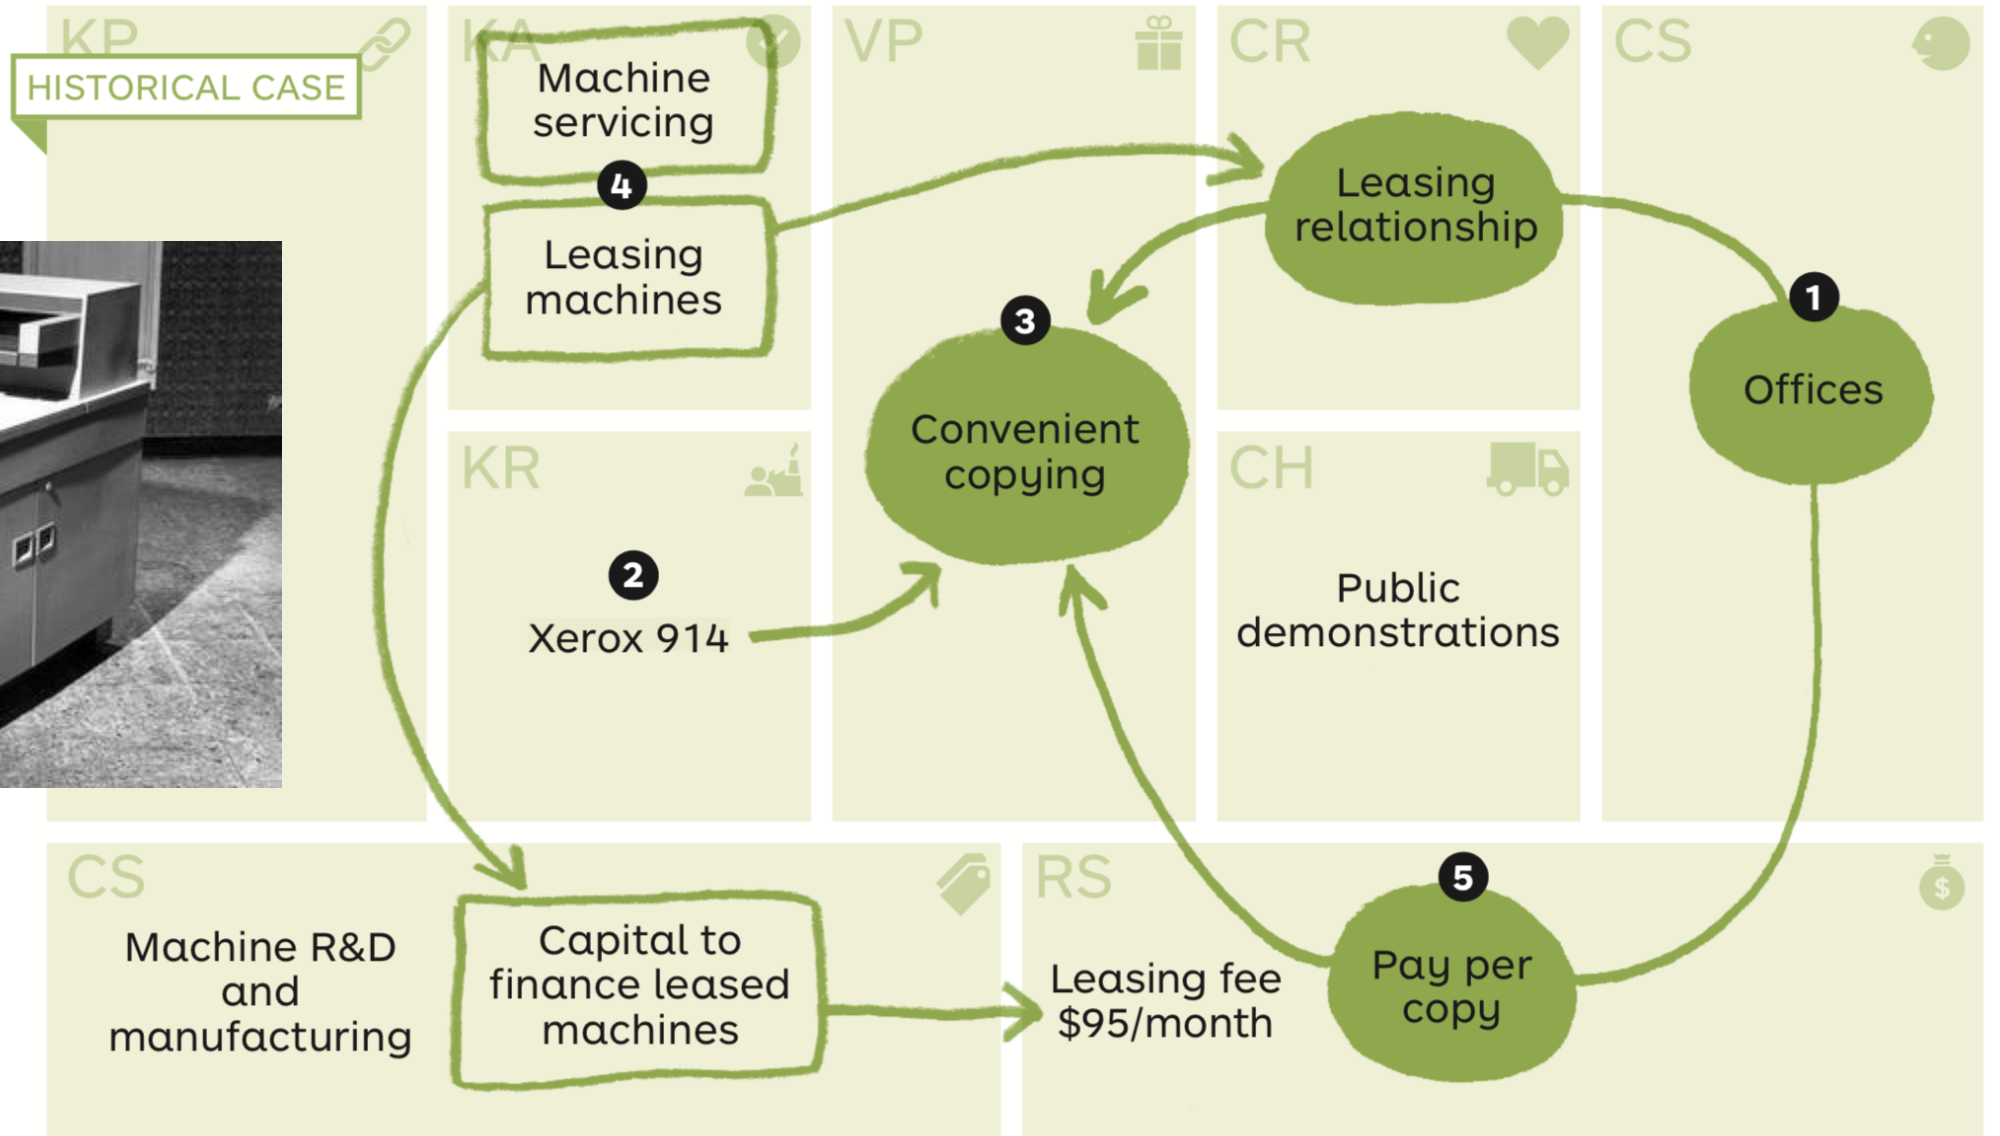 KP
HISTORICAL CASE
KA
Machine
servicing
4
Leasing
machines
VP
3
Convenient
copying
CR
Leasing
relationship
CS
1
Offices
KR
2
Xerox 914
CH
Public
demonstrations
CS
Machine R&D
and
manufacturing
Capital to
finance leased
machines
RS
$
Leasing fee
$95/month
5
Pay per
copy